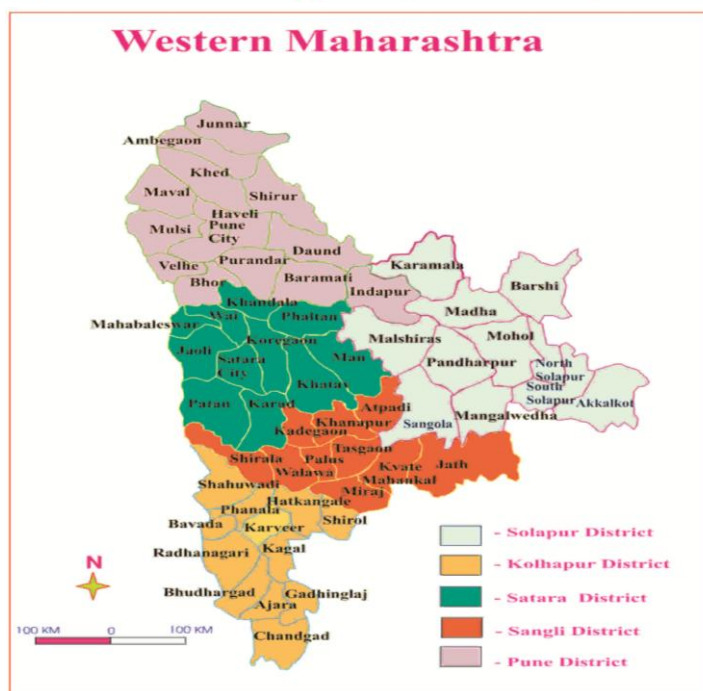 Western Maharashtra
Junnar
Ambegaon
Khed
Maval
Shirur
Haveli
Mulsi
Pune
City
Daund
Velhe
Purandar
Karamala
Barshi
Bhor
Baramati
Indapur
Khandala
Madha
Wai
Phaltan
Mahabaleswar
Malshiras
Mohol
Koregaon
Jaoli
Satara
City
Man
Pandharpur
North
Solapur
South
Solapur
Akkalkot
Khatav
Patan
Karad
Atpadi
Khanapur
Kadegaon
Sangola
Mangalwedha
Tasgaon
Shirala
Palus
Walawa
Kvate
Mahankal
Jath
Shahuwadi
Miraj
Hatkangale
Phanala
Shirol
Bavada
Karveer
Radhanagari
Kagal
Bhudhargad
Gadhinglaj
Ajara
Chandgad
- Solapur District
- Kolhapur District
- Satara District
- Sangli District
- Pune District
N
100 KM 0 100 KM